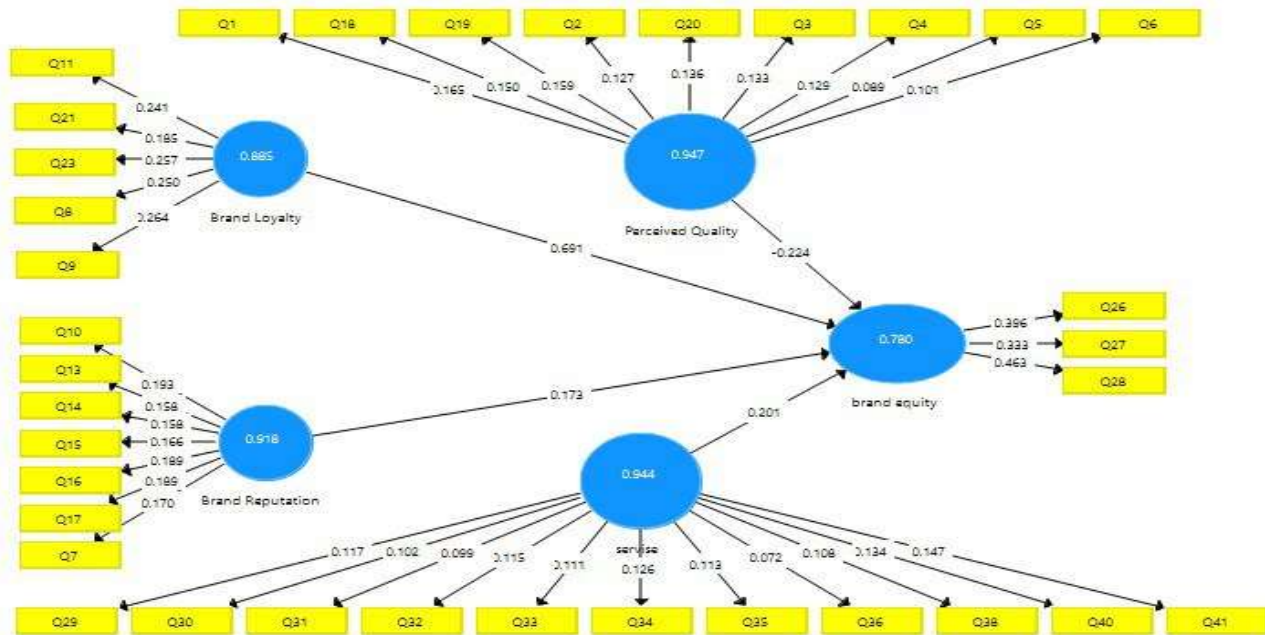 Q1 Q18 Q19 Q2 Q20 Q3 Q4 Q5 Q6
0.165 0.150 0.159 0.127 0.136 0.133 0.129 0.089 0.101
Q11
Q21
Q23
Q8
Q9
0.241
0.185
0.257
0.250
0.264
0.885
Brand Loyalty
0.947
Perceived Quality
0.691
-0.224
Q10
Q13
Q14
Q15
Q16
Q17
Q7
0.193
0.158
0.158
0.166
0.189
0.189
0.170
0.918
Brand Reputation
0.173
0.780
brand equity
0.396
0.333
0.463
Q26
Q27
Q28
0.201
0.944
servise
0.117 0.102 0.099 0.115 0.111 0.126 0.113 0.072 0.108 0.134 0.147
Q29 Q30 Q31 Q32 Q33 Q34 Q35 Q36 Q38 Q40 Q41